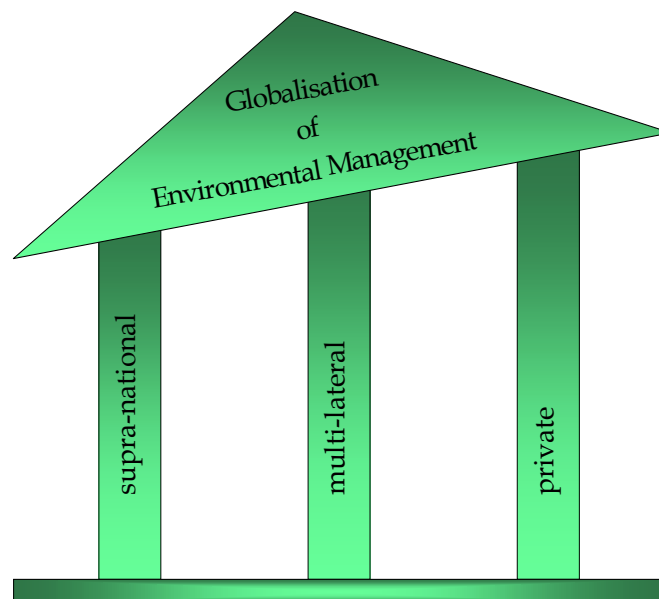 Globalisation
of
Environmental Management
supra-national
multi-lateral
private